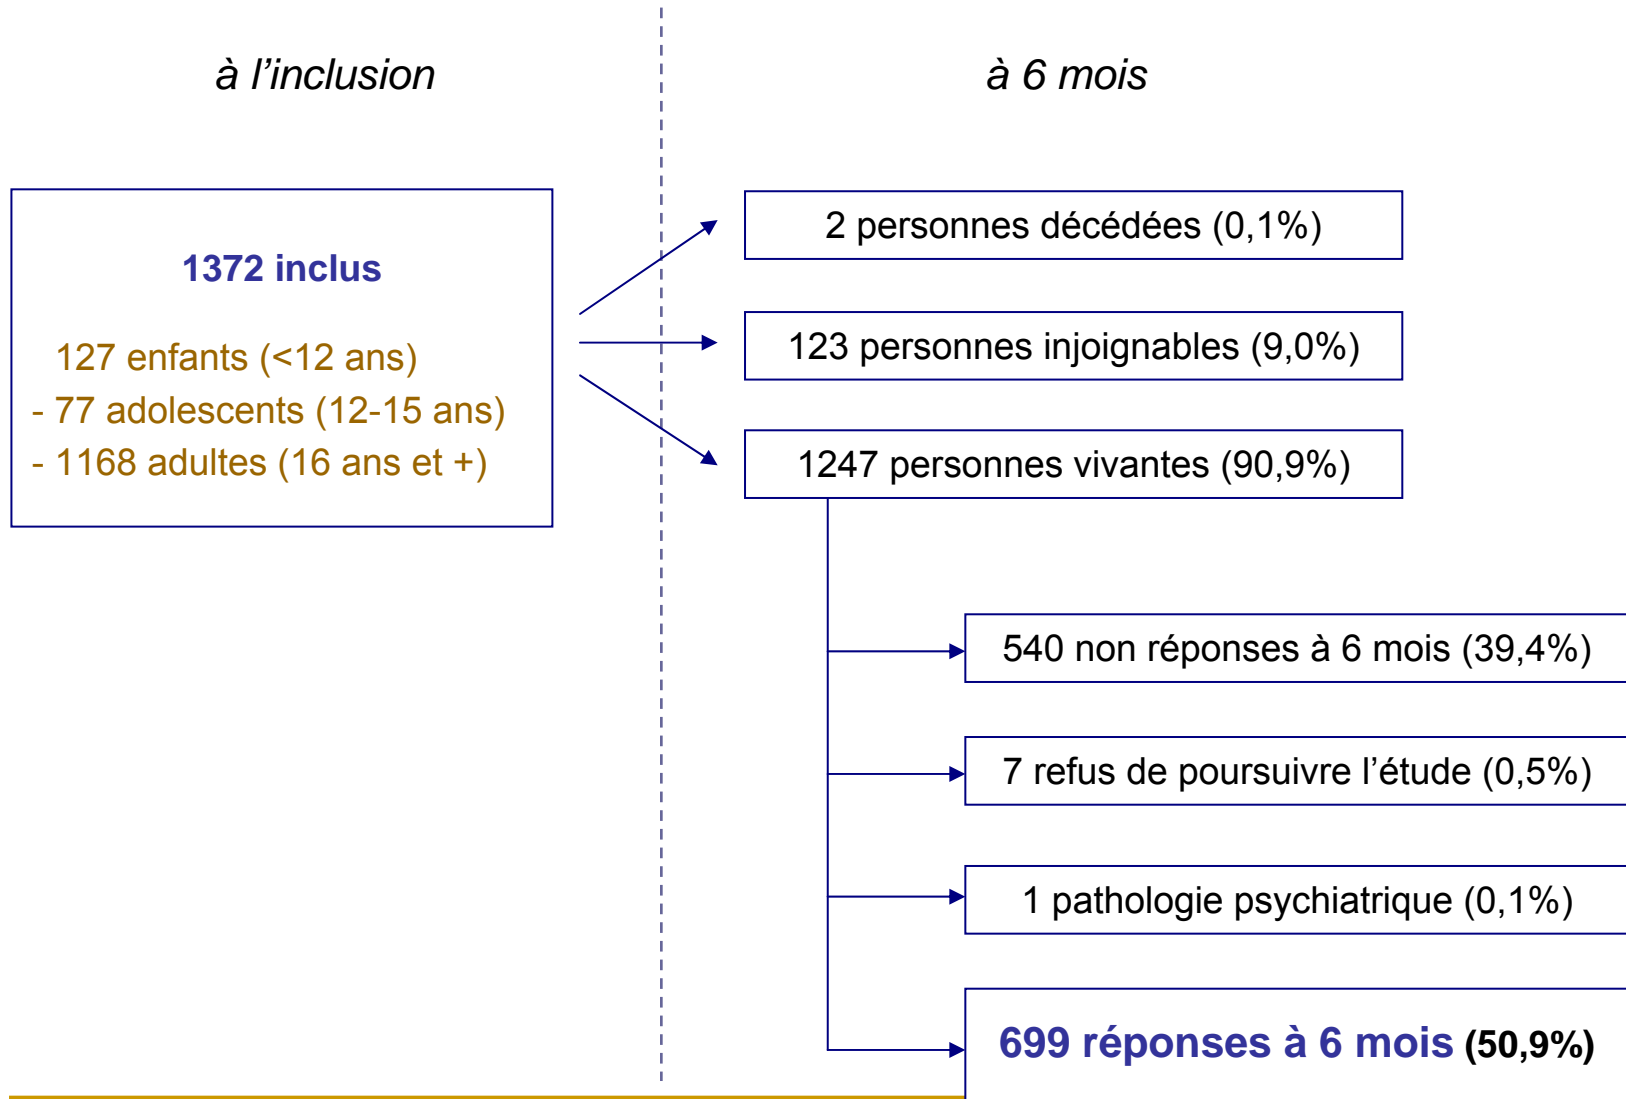 à l’inclusion
à 6 mois
1372 inclus
127 enfants (<12 ans)
- 77 adolescents (12-15 ans)
- 1168 adultes (16 ans et +)
2 personnes décédées (0,1%)
123 personnes injoignables (9,0%)
1247 personnes vivantes (90,9%)
540 non réponses à 6 mois (39,4%)
7 refus de poursuivre l’étude (0,5%)
1 pathologie psychiatrique (0,1%)
699 réponses à 6 mois (50,9%)